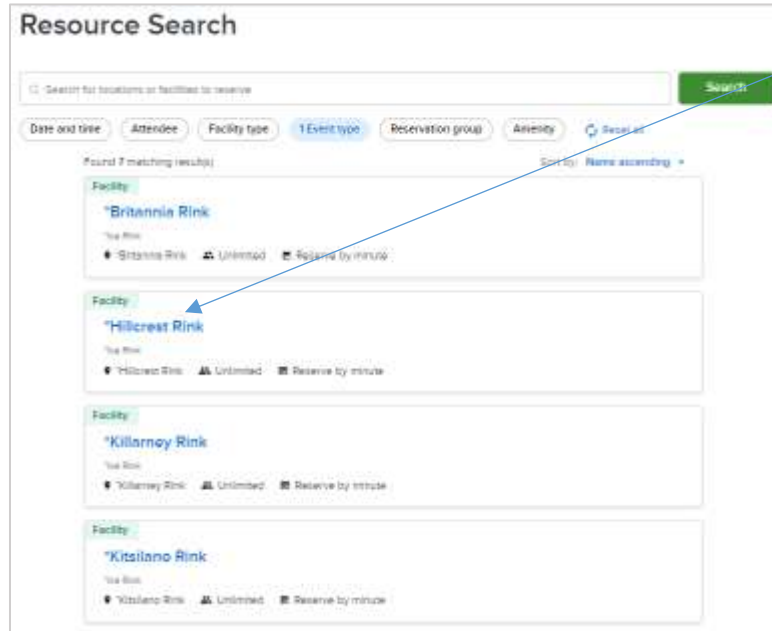 Resource Search
Search for locations or facilities to reserve
Search
Date and time
Attendee
Facility type
1 Event type
Reservation group
Amenity
Reset all
Found 7 matching result(s)
Sort by: Name ascending
Facility
*Britannia Rink
*Ice Rink
*Britannia Rink Unlimited Reserve by minute
Facility
*Hillcrest Rink
*Ice Rink
*Hillcrest Rink Unlimited Reserve by minute
Facility
*Killarney Rink
*Ice Rink
*Killarney Rink Unlimited Reserve by minute
Facility
*Kitsilano Rink
*Ice Rink
*Kitsilano Rink Unlimited Reserve by minute